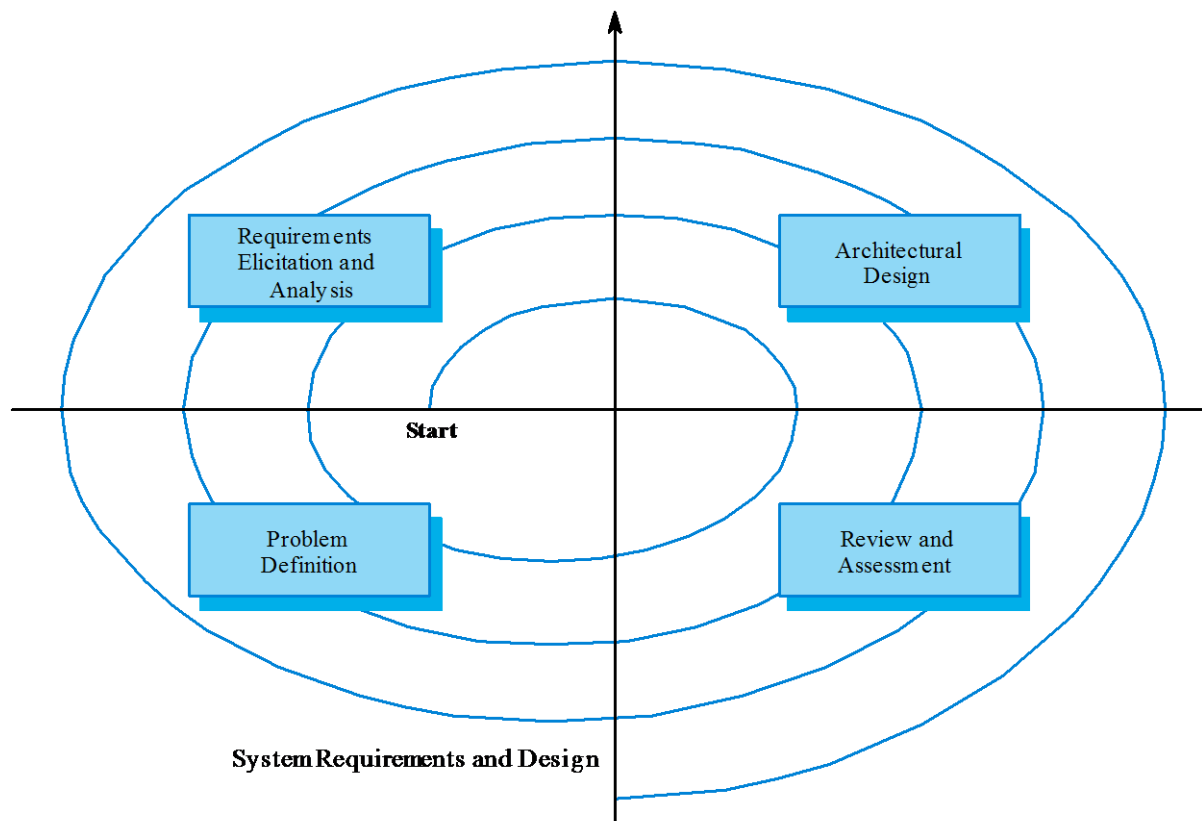 Requirements
Elicitation and
Analysis
Architectural
Design
Start
Problem
Definition
Review and
Assessment
System Requirements and Design